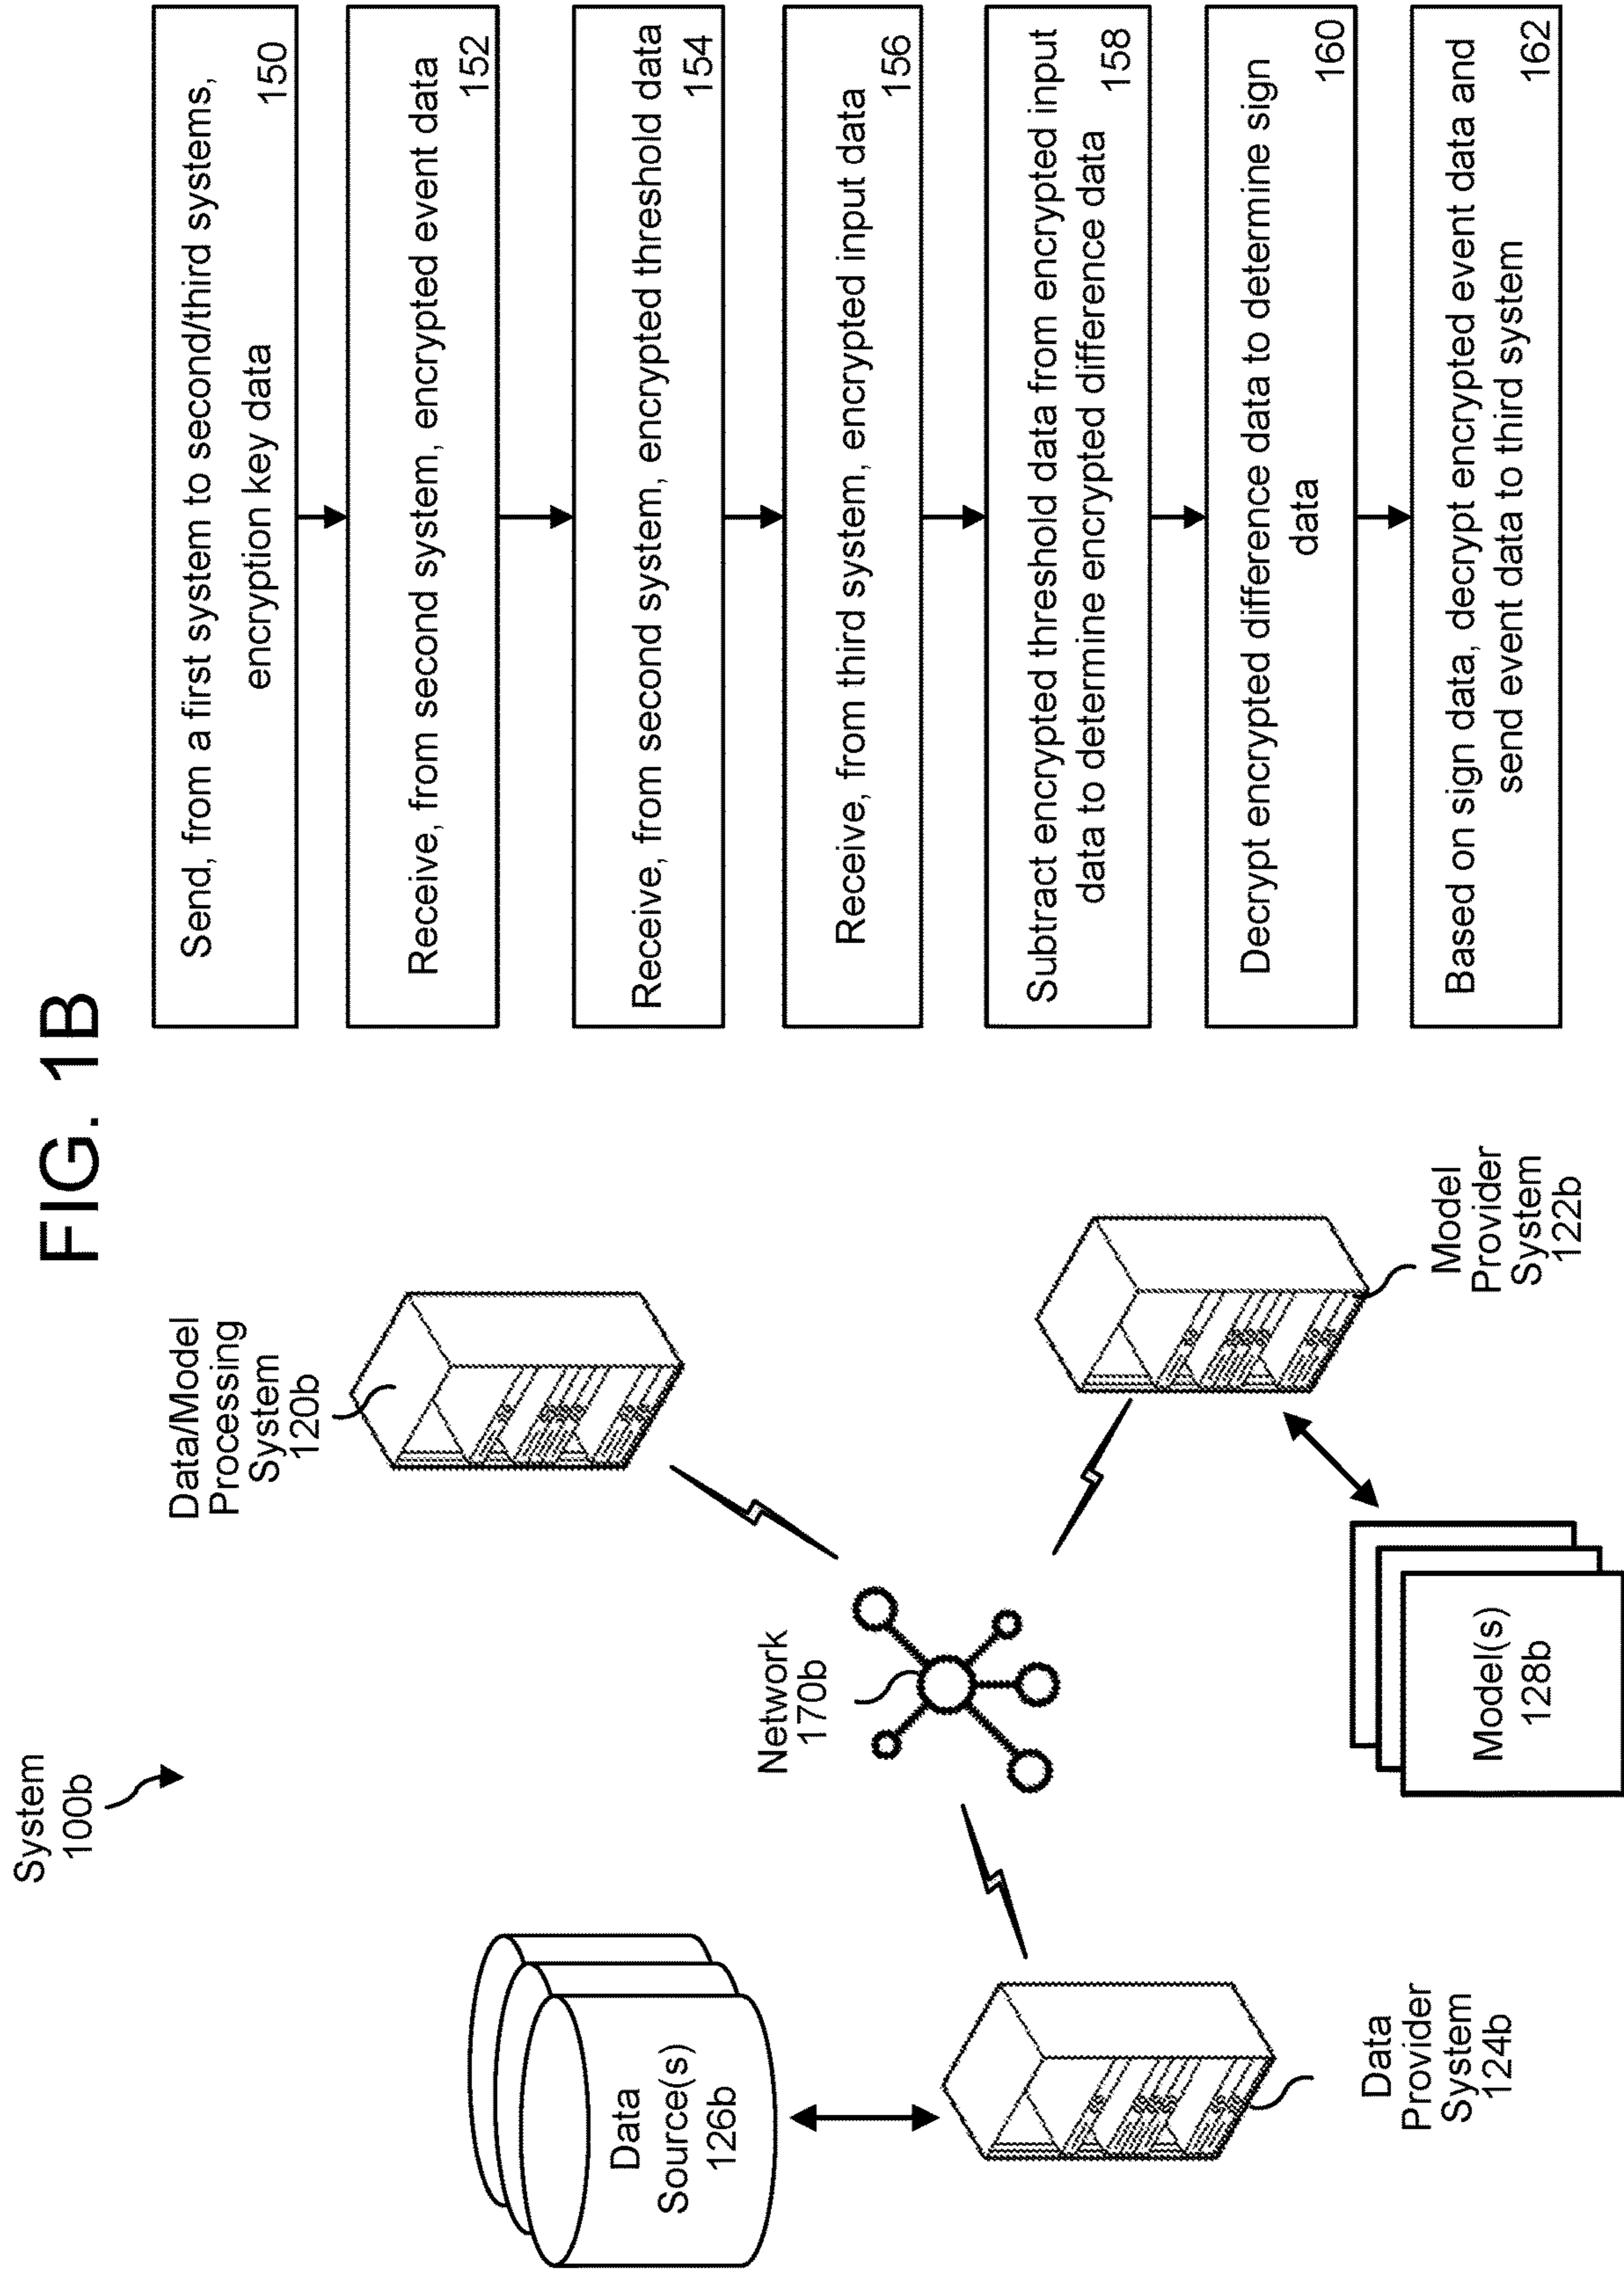 FIG. 1B
System
100b
Data
Source(s)
126b
Data
Provider
System
124b
Network
170b
Data/Model
Processing
System
120b
Model
Provider
System
122b
Model(s)
128b
Send, from a first system to second/third systems,
encryption key data
150
Receive, from second system, encrypted event data
152
Receive, from second system, encrypted threshold data
154
Receive, from third system, encrypted input data
156
Subtract encrypted threshold data from encrypted input
data to determine encrypted difference data
158
Decrypt encrypted difference data to determine sign
data
160
Based on sign data, decrypt encrypted event data and
send event data to third system
162